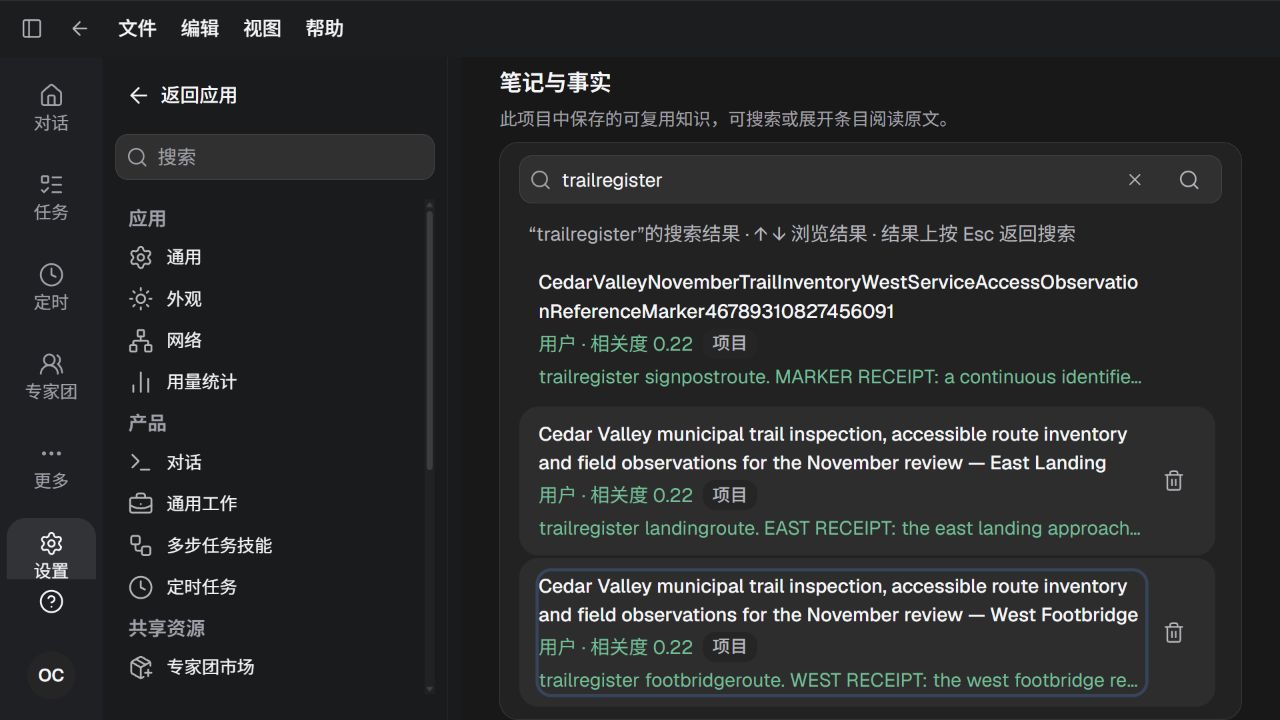 文件 编辑 视图 帮助
对话
任务
定时
专家团
更多
设置
OC
返回应用
搜索
应用
通用
外观
网络
用量统计
产品
对话
通用工作
多步任务技能
定时任务
共享资源
专家团市场
笔记与事实
此项目中保存的可复用知识，可搜索或展开条目阅读原文。
trailregister
“trailregister”的搜索结果 · ↑↓ 浏览结果 · 结果上按 Esc 返回搜索
CedarValleyNovemberTrailInventoryWestServiceAccessObservatio
nReferenceMarker46789310827456091
用户 · 相关度 0.22 项目
trailregister signpostroute. MARKER RECEIPT: a continuous identifie…
Cedar Valley municipal trail inspection, accessible route inventory
and field observations for the November review — East Landing
用户 · 相关度 0.22 项目
trailregister landingroute. EAST RECEIPT: the east landing approach…
Cedar Valley municipal trail inspection, accessible route inventory
and field observations for the November review — West Footbridge
用户 · 相关度 0.22 项目
trailregister footbridgeroute. WEST RECEIPT: the west footbridge re…